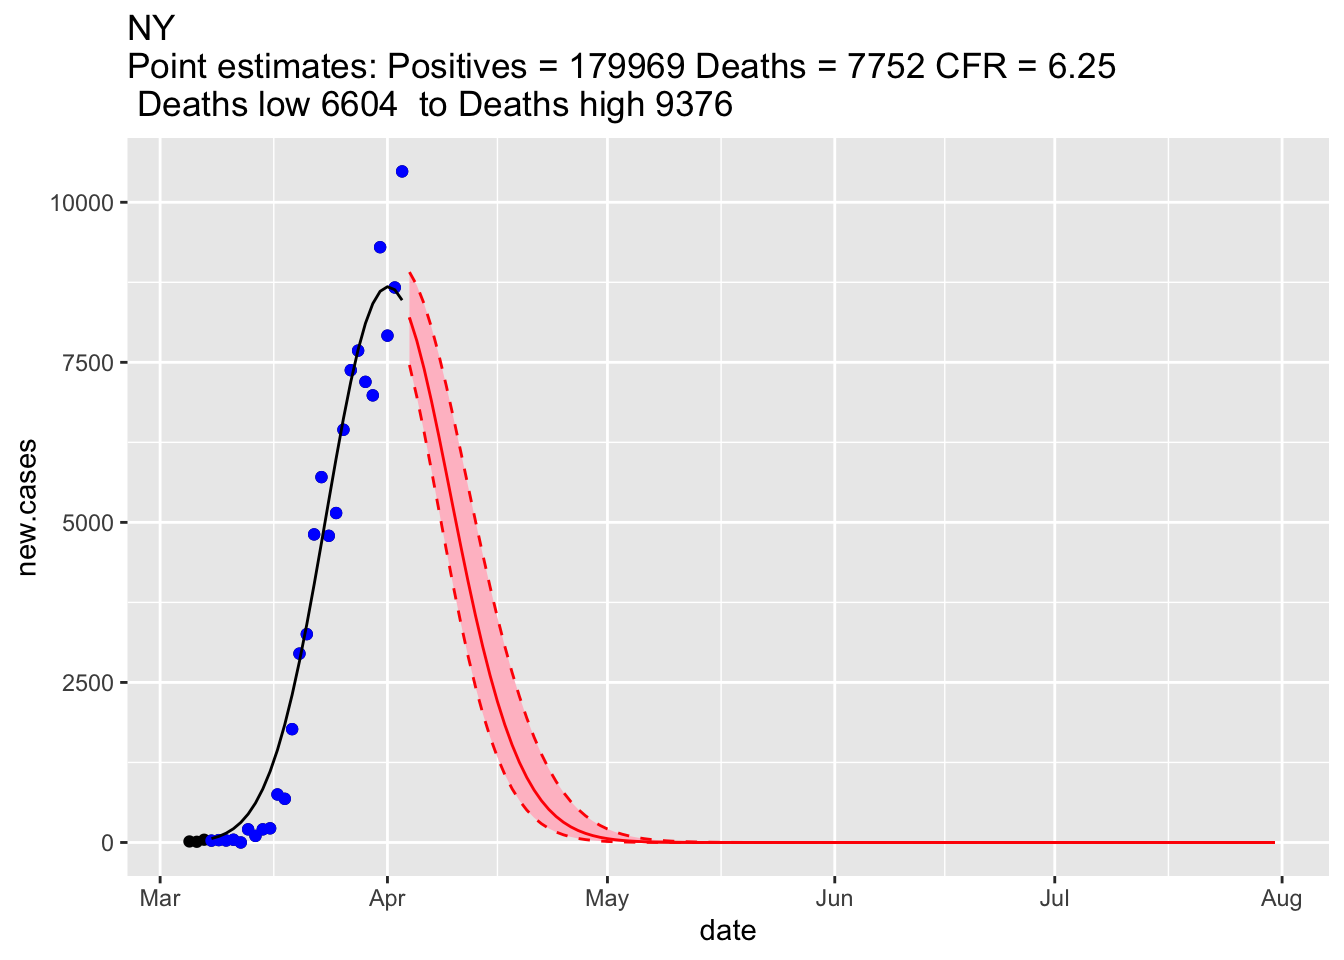 NY
Point estimates: Positives = 179969 Deaths = 7752 CFR = 6.25
Deaths low 6604  to Deaths high 9376
10000
7500
5000
2500
0
new.cases
Mar Apr May Jun Jul Aug
date